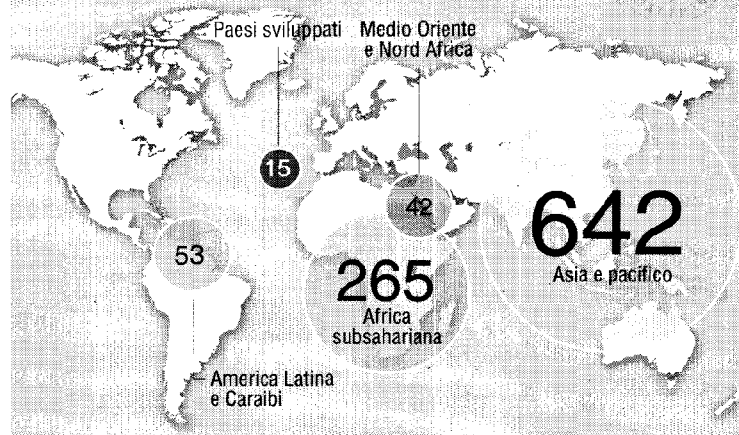 Paesi sviluppati
Medio Oriente
e Nord Africa
15
42
53
642
Asia e pacifico
265
Africa
subsahariana
America Latina
e Caraibi